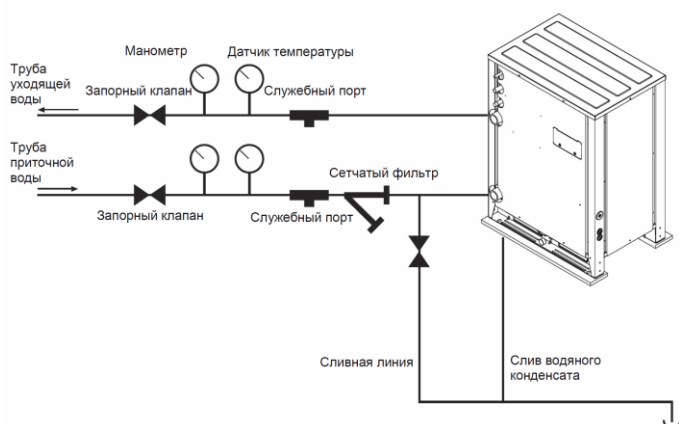 Манометр
Датчик температуры
Труба
уходящей
воды
Запорный клапан
Служебный порт
Труба
приточной
воды
Сетчатый фильтр
Запорный клапан
Служебный порт
Сливная линия
Слив водяного
конденсата